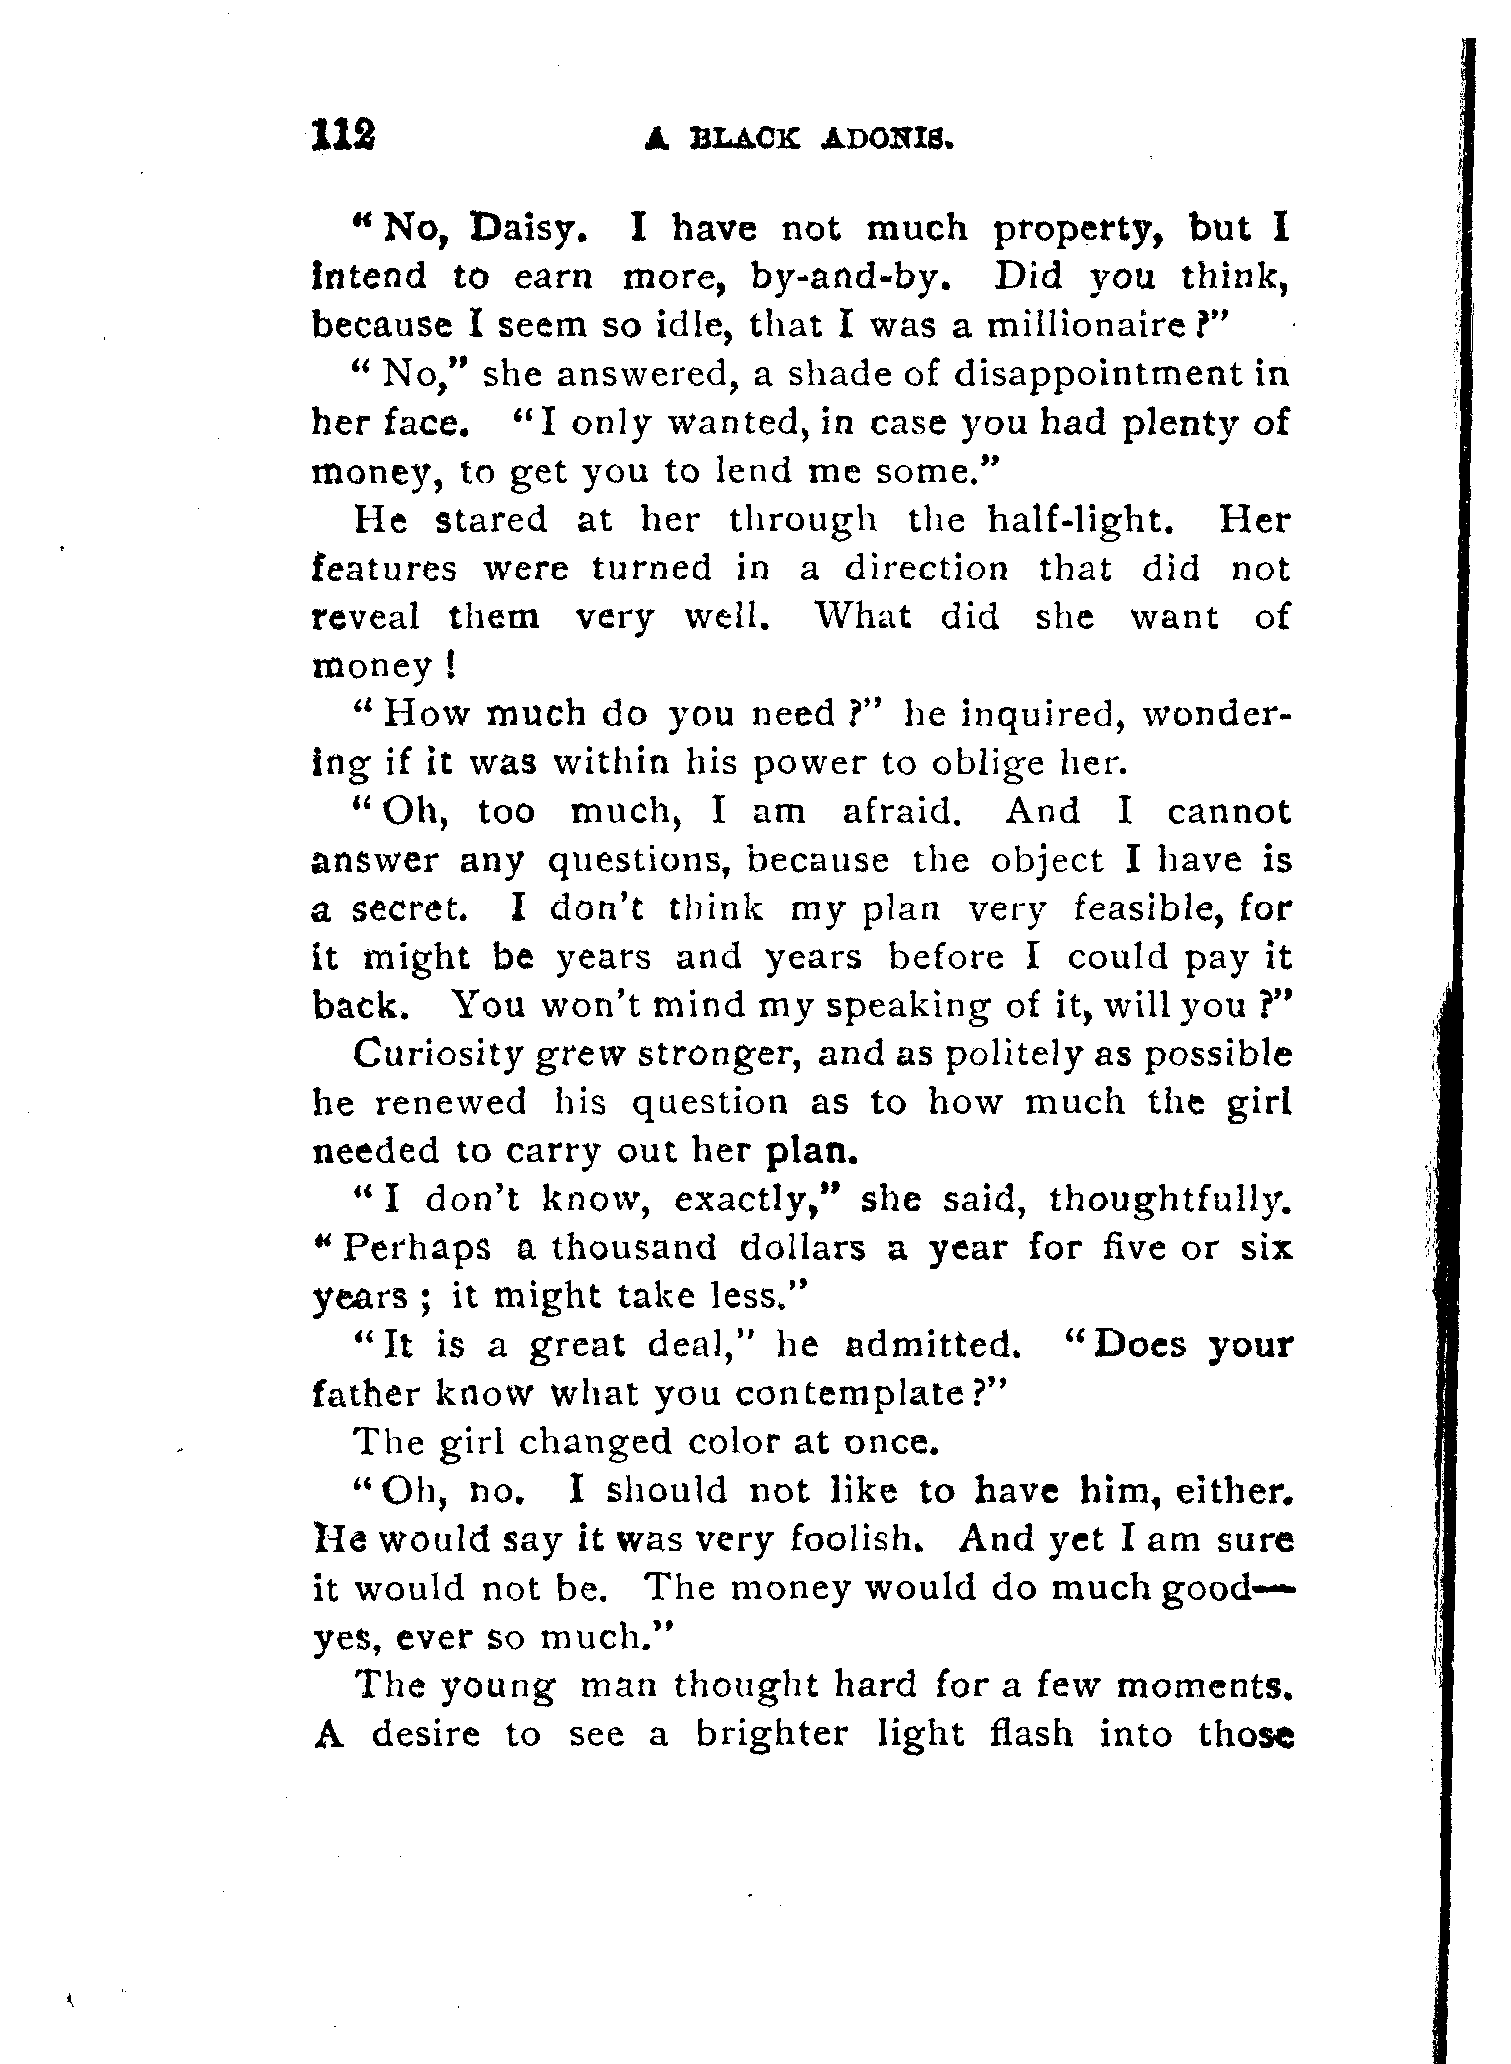 112 A BLACK ADONIS.
"No, Daisy. I have not much property, but I
intend to earn more, by-and-by. Did you think,
because I seem so idle, that I was a millionaire?"
"No," she answered, a shade of disappointment in
her face. "I only wanted, in case you had plenty of
money, to get you to lend me some."
He stared at her through the half-light. Her
features were turned in a direction that did not
reveal them very well. What did she want of
money!
"How much do you need?" he inquired, wonder-
ing if it was within his power to oblige her.
"Oh, too much, I am afraid. And I cannot
answer any questions, because the object I have is
a secret. I don't think my plan very feasible, for
it might be years and years before I could pay it
back. You won't mind my speaking of it, will you?"
Curiosity grew stronger, and as politely as possible
he renewed his question as to how much the girl
needed to carry out her plan.
"I don't know, exactly," she said, thoughtfully.
"Perhaps a thousand dollars a year for five or six
years; it might take less."
"It is a great deal," he admitted. "Does your
father know what you contemplate?"
The girl changed color at once.
"Oh, no. I should not like to have him, either.
He would say it was very foolish. And yet I am sure
it would not be. The money would do much good—
yes, ever so much."
The young man thought hard for a few moments.
A desire to see a brighter light flash into those